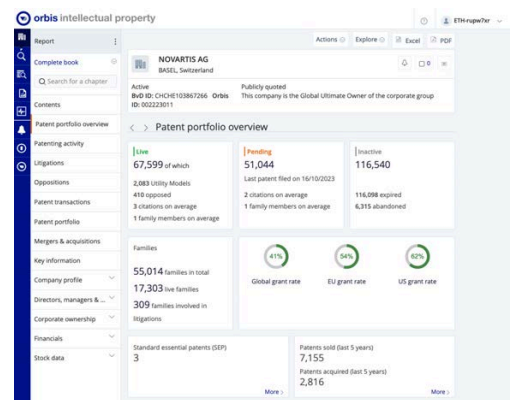 orbis intellectual property
ETH-rupw7xr
Report
Actions
Explore
Excel
PDF
Complete book
NOVARTIS AG
BASEL, Switzerland
0
Search for a chapter
Active
BvD ID: CHCHE103867266 Orbis
ID: 002223011
Publicly quoted
This company is the Global Ultimate Owner of the corporate group
Contents
Patent portfolio overview
Patenting activity
Litigations
Oppositions
Patent transactions
Patent portfolio
Mergers & acquisitions
Key information
Company profile
Directors, managers & ...
Corporate ownership
Financials
Stock data
< > Patent portfolio overview
Live
67,599 of which
2,083 Utility Models
410 opposed
3 citations on average
1 family members on average
Pending
51,044
Last patent filed on 16/10/2023
2 citations on average
1 family members on average
Inactive
116,540
116,098 expired
6,315 abandoned
Families
55,014 families in total
17,303 live families
309 families involved in
litigations
41%
Global grant rate
54%
EU grant rate
62%
US grant rate
Standard essential patents (SEP)
3
More >
Patents sold (last 5 years)
7,155
Patents acquired (last 5 years)
2,816
More >